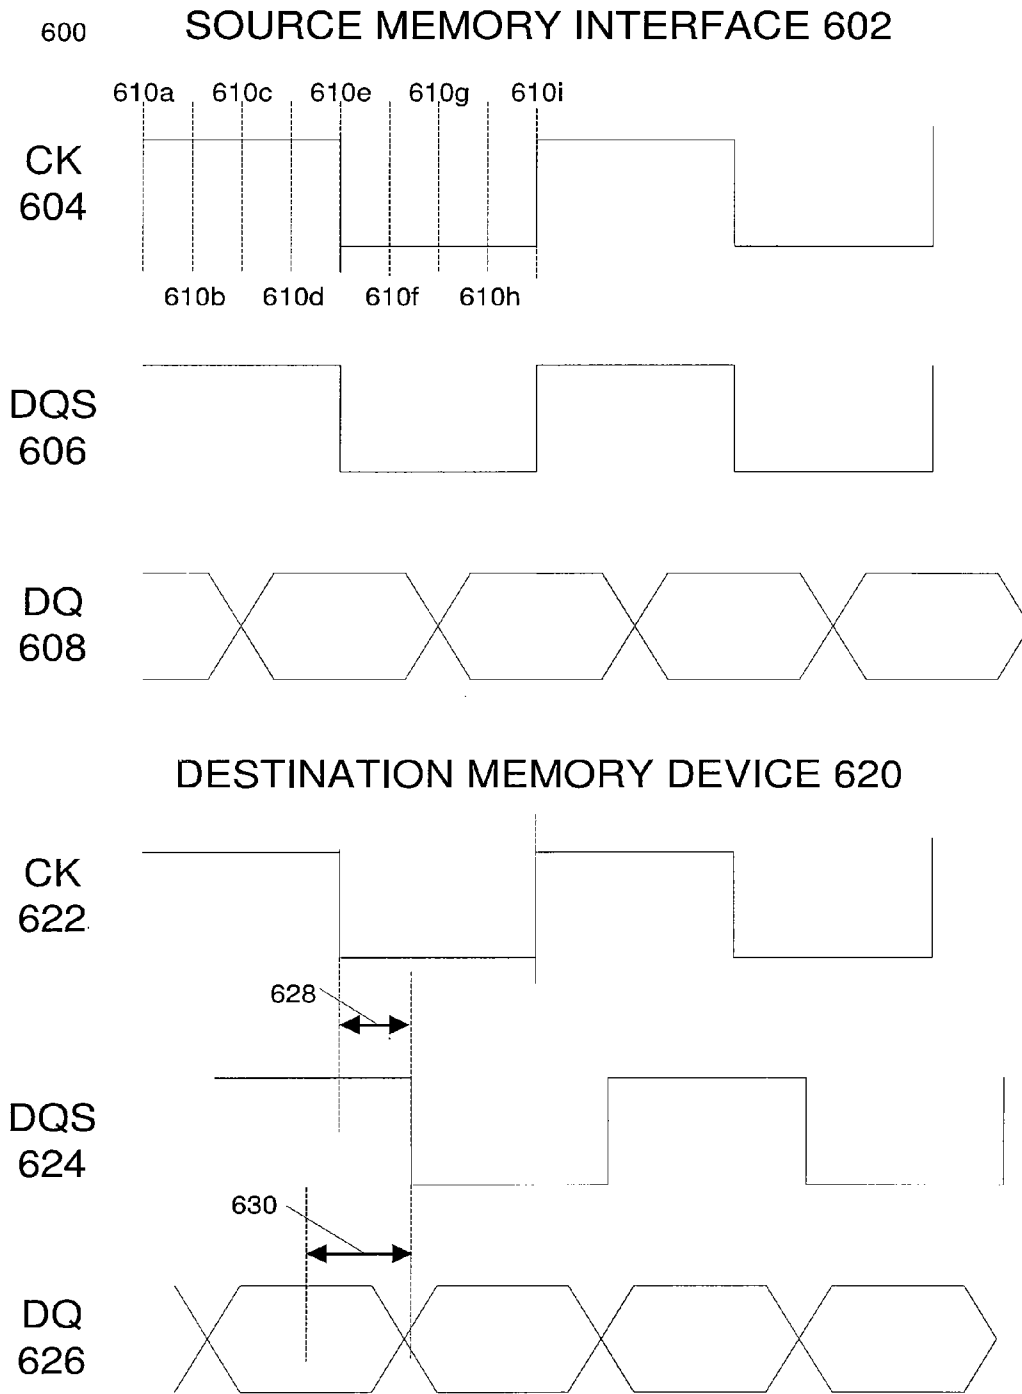 600
SOURCE MEMORY INTERFACE 602
610a 610c 610e 610g 610i
CK
604
610b 610d 610f 610h
DQS
606
DQ
608
DESTINATION MEMORY DEVICE 620
CK
622
628
DQS
624
630
DQ
626